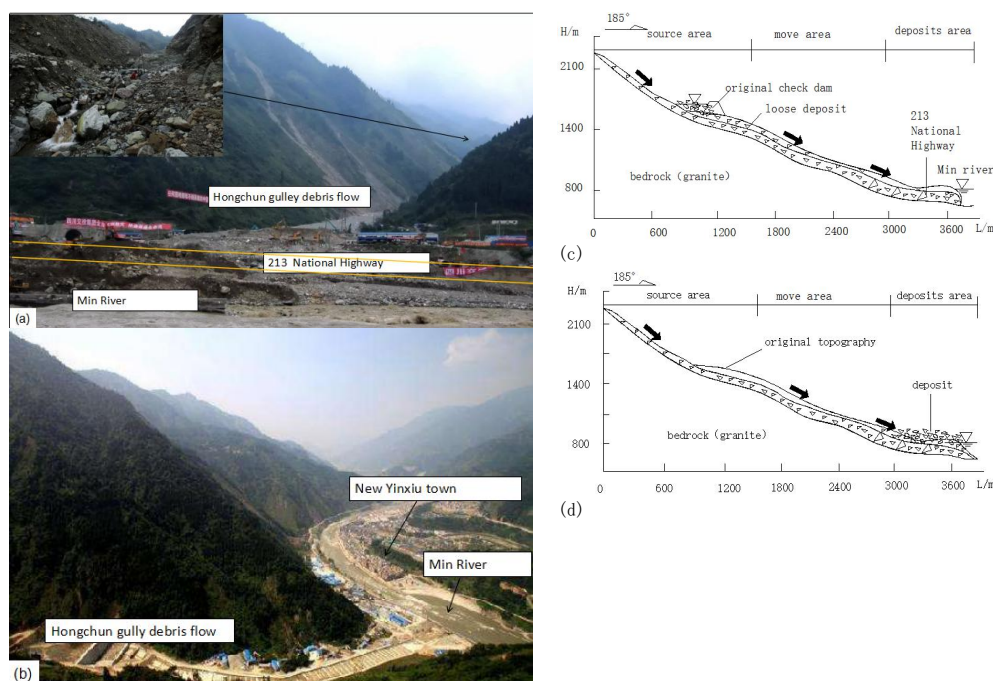 Hongchun gulley debris flow
213 National Highway
Min River
(a)
New Yinxiu town
Min River
Hongchun gully debris flow
(b)
185°
H/m
source area
move area
deposits area
2100
1400
800
original check dam
loose deposit
213
National
Highway
Min river
bedrock (granite)
0
600
1200
1800
2400
3000
3600
L/m
(c)
185°
H/m
source area
move area
deposits area
2100
1400
800
original topography
deposit
bedrock (granite)
0
600
1200
1800
2400
3000
3600
L/m
(d)